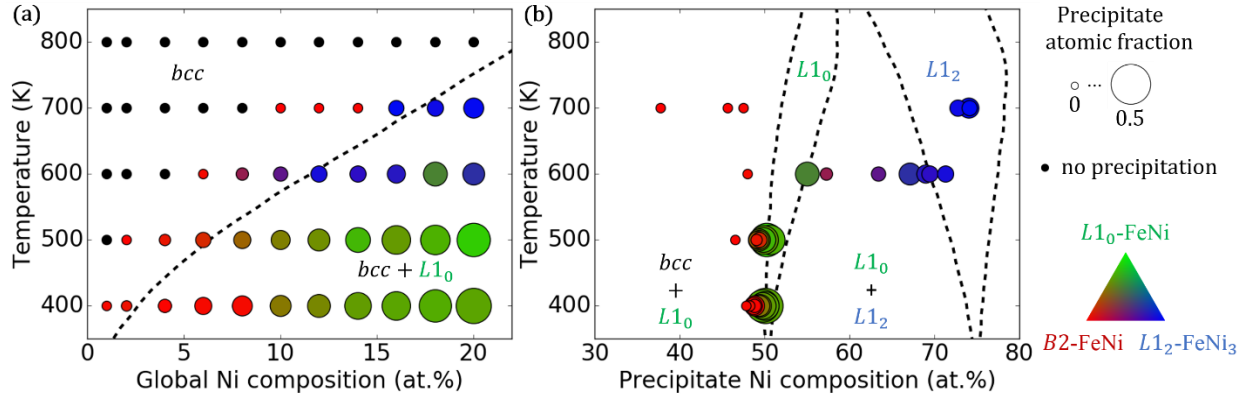 (a)
800
700
600
500
400
Temperature (K)
bcc
bcc + L1₀
0 5 10 15 20
Global Ni composition (at.%)
(b)
800
700
600
500
400
Temperature (K)
L1₀
L1₂
bcc
+
L1₀
L1₀
+
L1₂
30 40 50 60 70 80
Precipitate Ni composition (at.%)
Precipitate
atomic fraction
...
0
0.5
no precipitation
L1₀-FeNi
B2-FeNi L1₂-FeNi₃